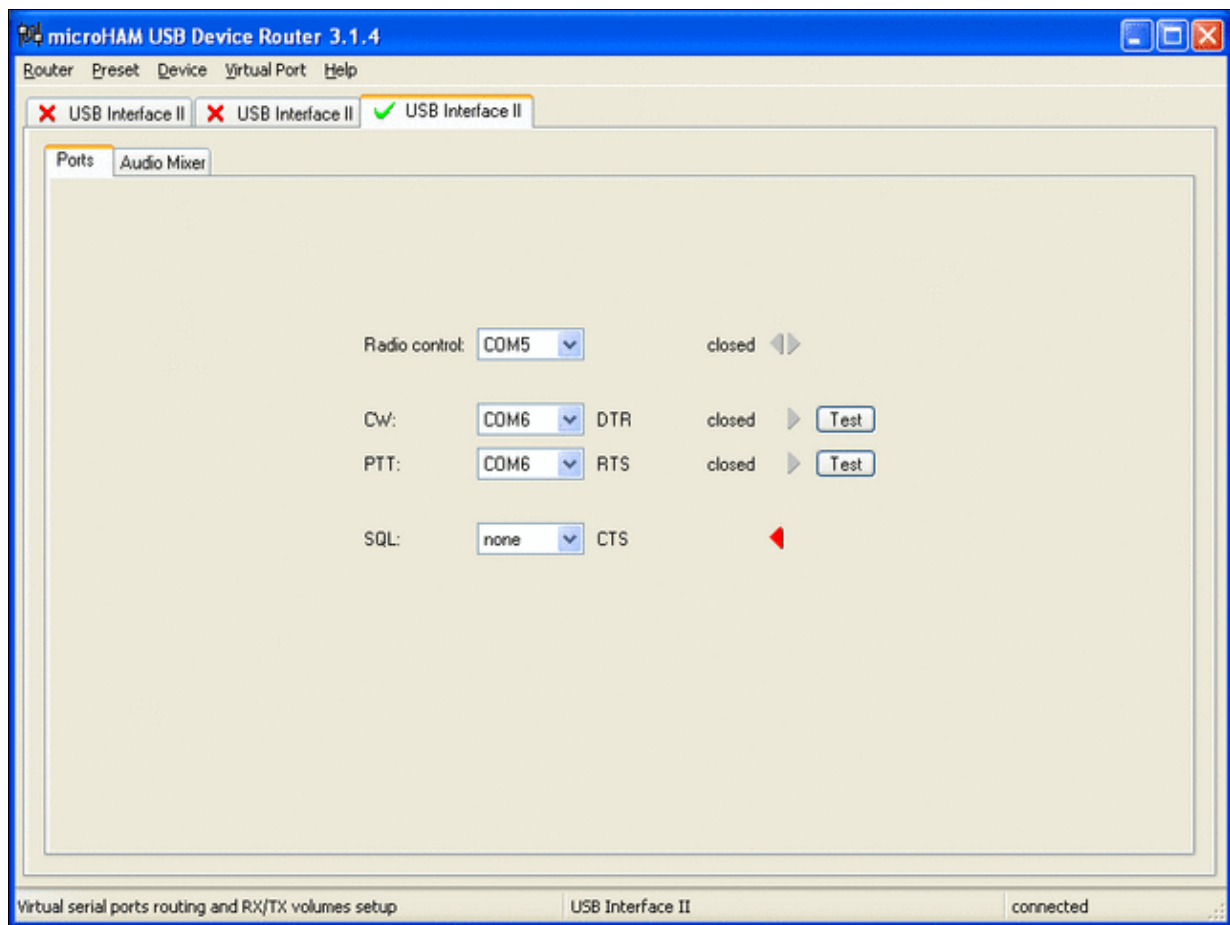 microHAM USB Device Router 3.1.4
Router Preset Device Virtual Port Help
USB Interface II USB Interface II USB Interface II
Ports Audio Mixer
Radio control: COM5 closed
CW: COM6 DTR closed Test
PTT: COM6 RTS closed Test
SQL: none CTS
Virtual serial ports routing and RX/TX volumes setup USB Interface II connected